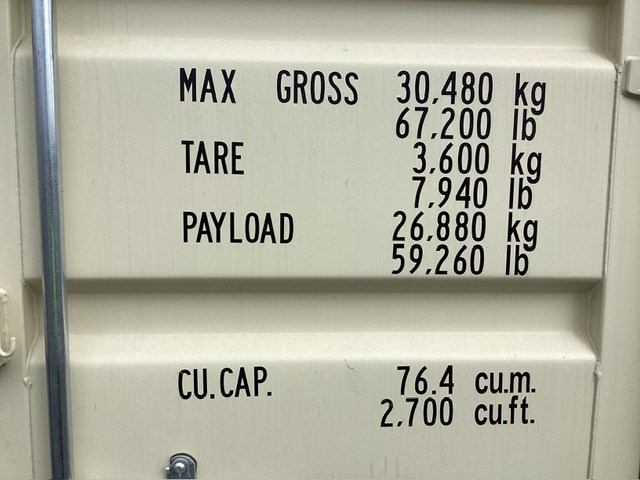 MAX GROSS 30,480 kg
67,200 lb
TARE 3,600 kg
7,940 lb
PAYLOAD 26,880 kg
59,260 lb
CU.CAP. 76.4 cu.m.
2,700 cu.ft.